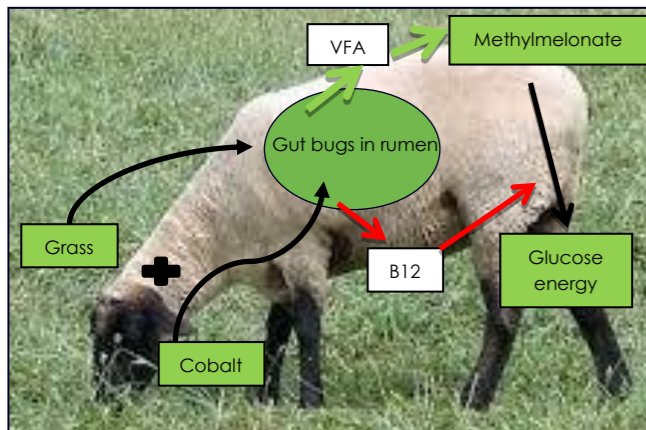 VFA
Methylmelonate
Gut bugs in rumen
Grass
B12
Glucose
energy
Cobalt